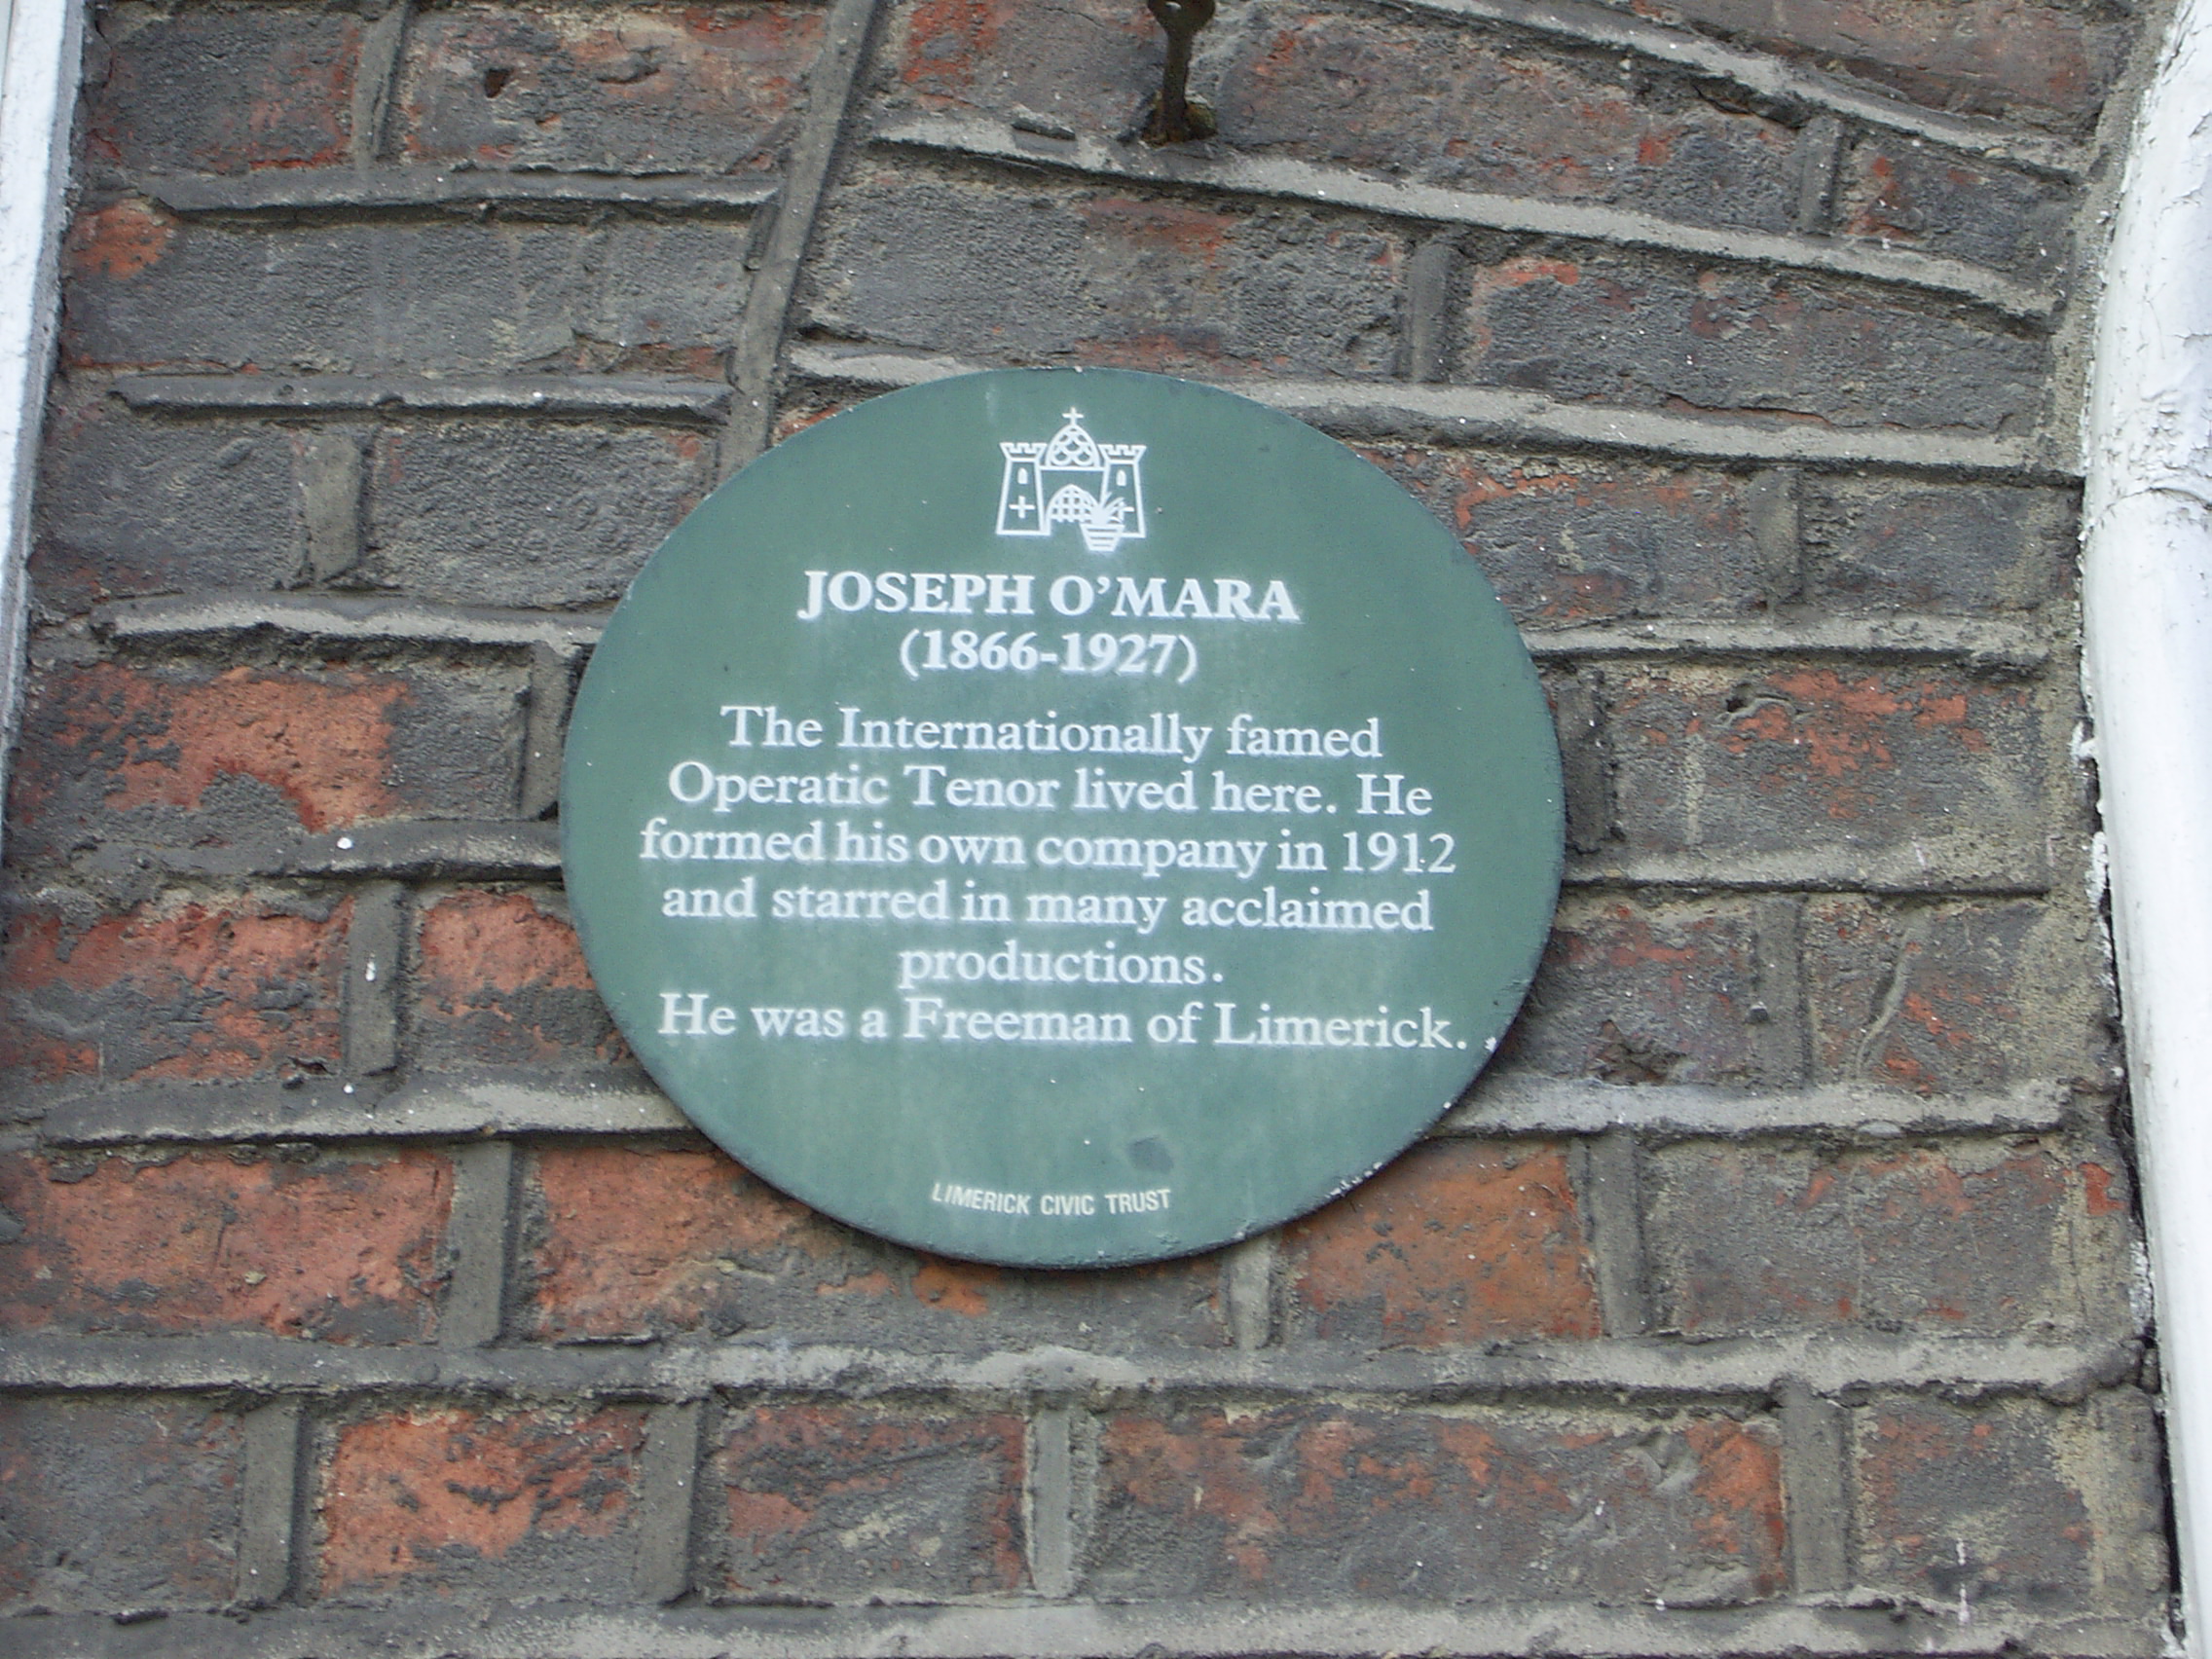 JOSEPH O'MARA
(1866-1927)
The Internationally famed
Operatic Tenor lived here. He
formed his own company in 1912
and starred in many acclaimed
productions.
He was a Freeman of Limerick.
LIMERICK CIVIC TRUST